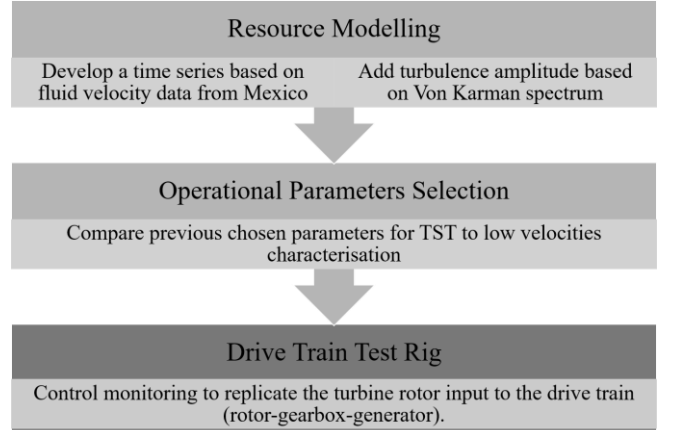 Resource Modelling
Develop a time series based on
fluid velocity data from Mexico
Add turbulence amplitude based
on Von Karman spectrum
Operational Parameters Selection
Compare previous chosen parameters for TST to low velocities
characterisation
Drive Train Test Rig
Control monitoring to replicate the turbine rotor input to the drive train
(rotor-gearbox-generator).